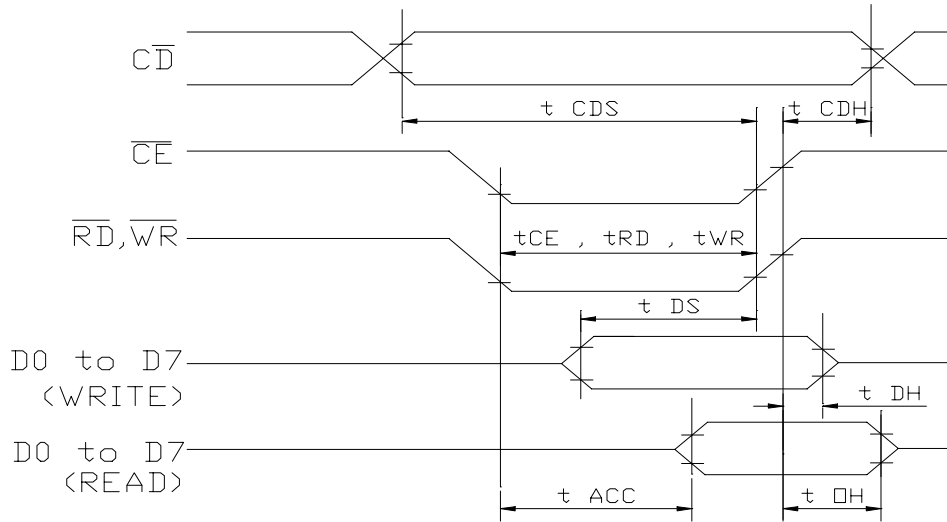 CD̅
t CDS
t CDH
C̅E̅
R̅D̅,W̅R̅
tCE , tRD , tWR
t DS
D0 to D7
(WRITE)
t DH
D0 to D7
(READ)
t ACC
t OH